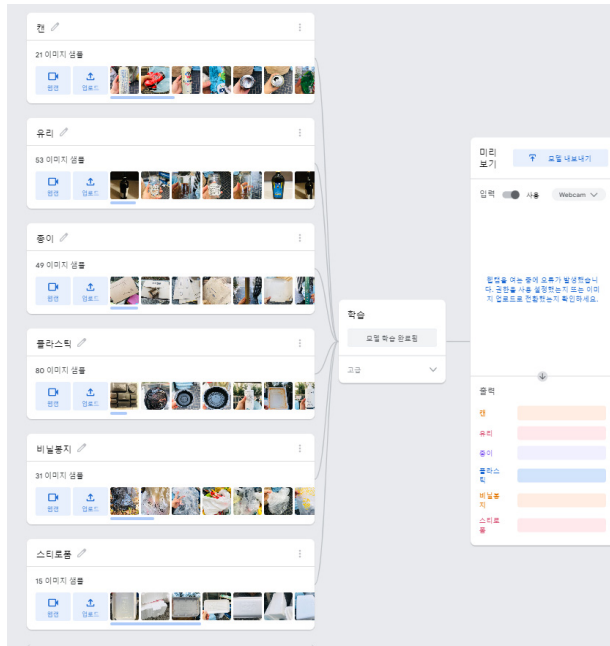 캔
21 이미지 샘플
웹캠
업로드
유리
53 이미지 샘플
웹캠
업로드
종이
49 이미지 샘플
웹캠
업로드
플라스틱
80 이미지 샘플
웹캠
업로드
비닐봉지
31 이미지 샘플
웹캠
업로드
스티로폼
15 이미지 샘플
웹캠
업로드
학습
모델 학습 완료됨
고급
미리
보기
모델 내보내기
입력
사용
Webcam
웹캠을 여는 중에 오류가 발생했습니
다. 권한을 사용 설정했는지 또는 이미
지 업로드로 전환했는지 확인하세요.
출력
캔
유리
종이
플라스
틱
비닐봉
지
스티로
폼